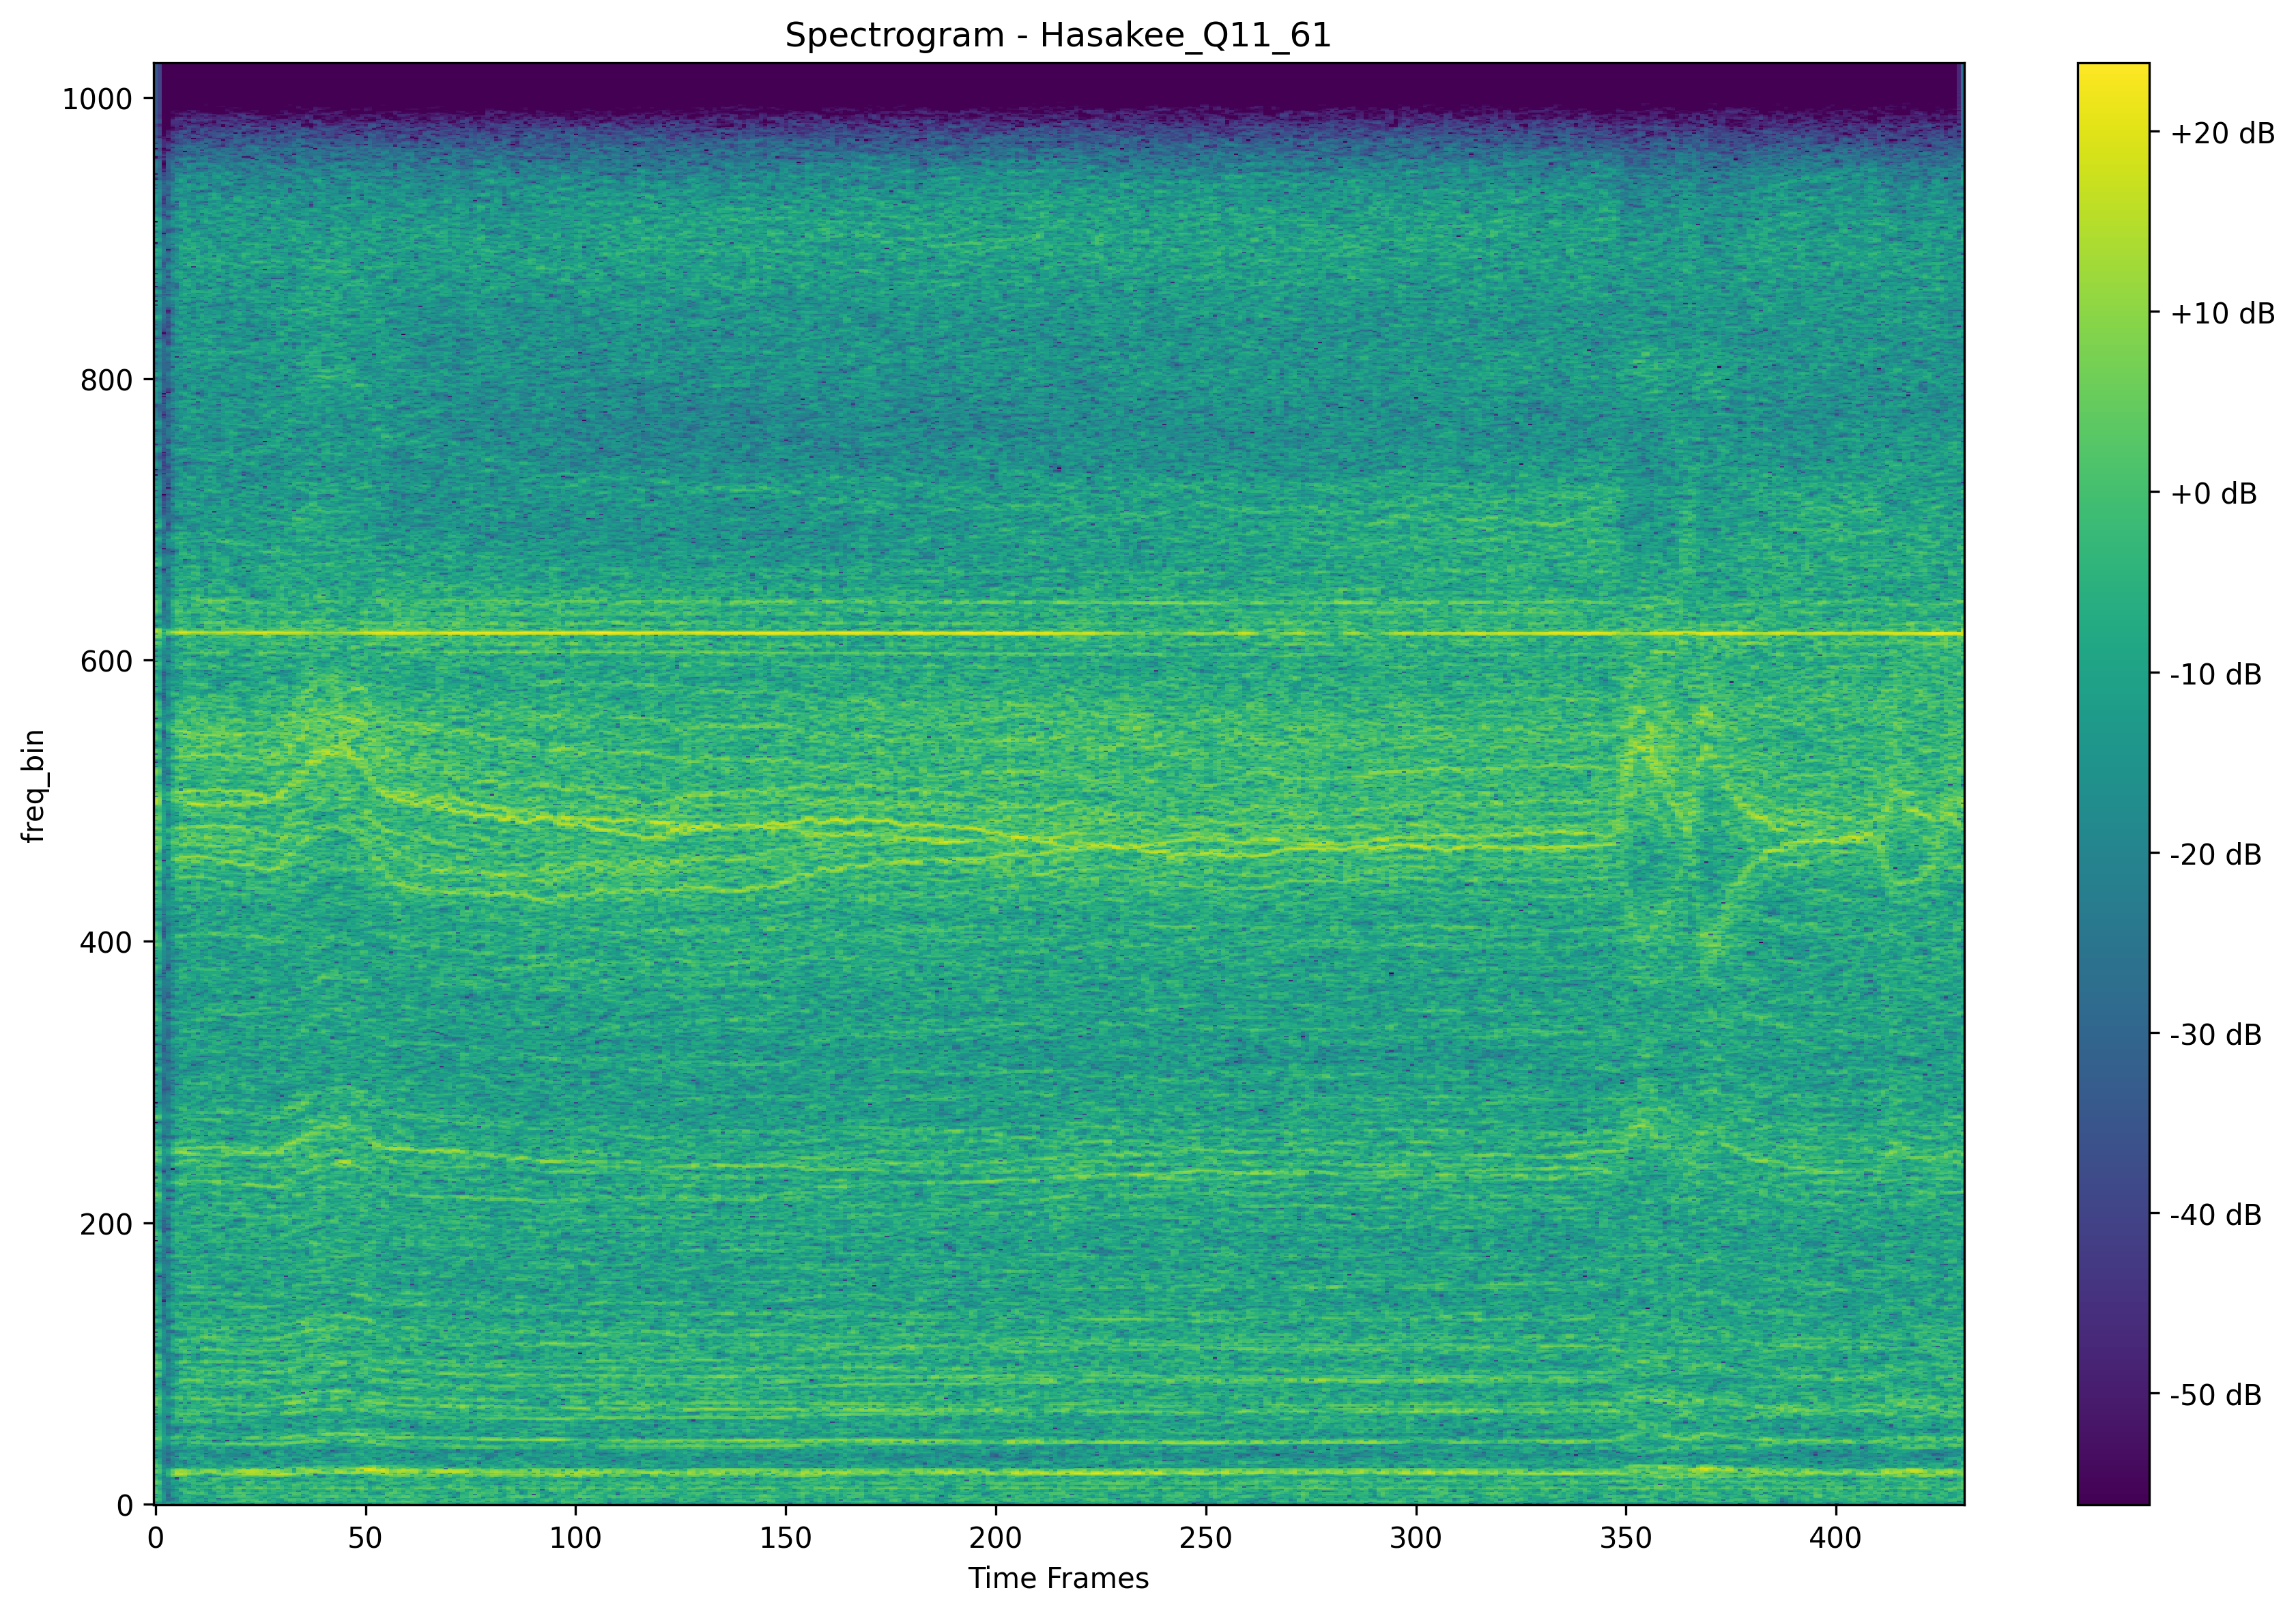 Spectrogram - Hasakee_Q11_61
freq_bin
1000
800
600
400
200
0
0 50 100 150 200 250 300 350 400
Time Frames
+20 dB
+10 dB
+0 dB
-10 dB
-20 dB
-30 dB
-40 dB
-50 dB